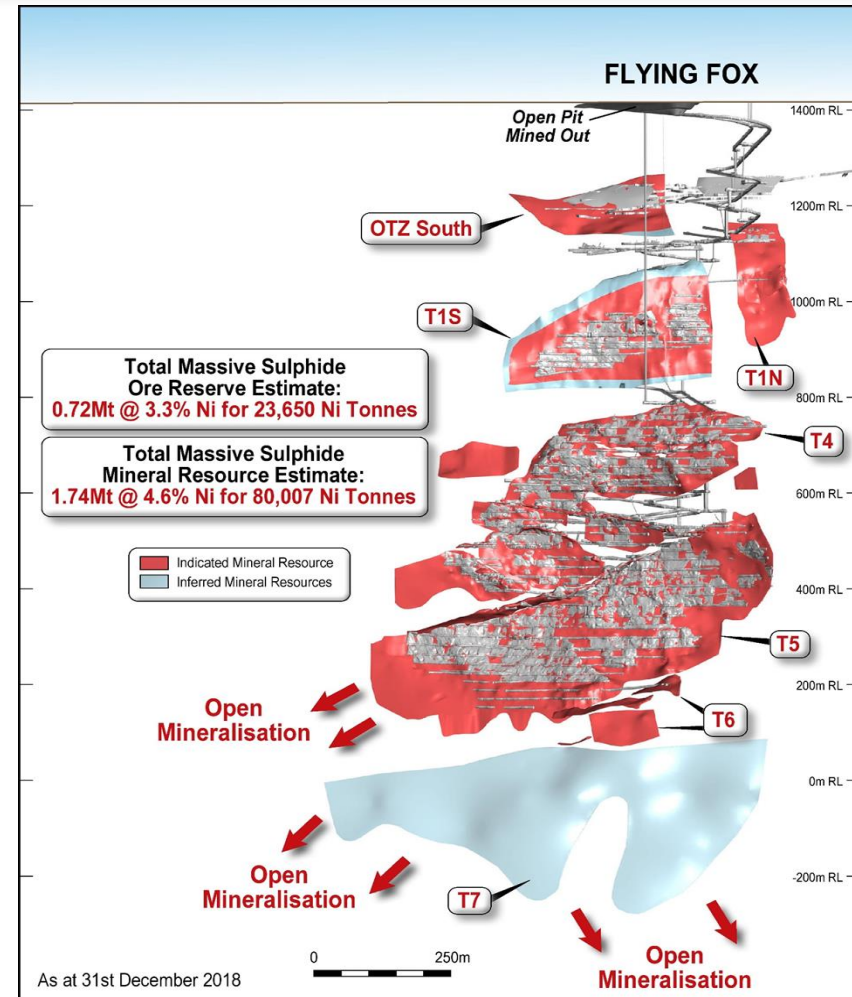 FLYING FOX
1400m RL
Open Pit
Mined Out
1200m RL
OTZ South
1000m RL
T1S
T1N
Total Massive Sulphide
Ore Reserve Estimate:
0.72Mt @ 3.3% Ni for 23,650 Ni Tonnes
800m RL
T4
Total Massive Sulphide
Mineral Resource Estimate:
1.74Mt @ 4.6% Ni for 80,007 Ni Tonnes
600m RL
Indicated Mineral Resource
Inferred Mineral Resources
400m RL
T5
200m RL
Open
Mineralisation
T6
0m RL
Open
Mineralisation
T7
-200m RL
0 250m
Open
Mineralisation
As at 31st December 2018